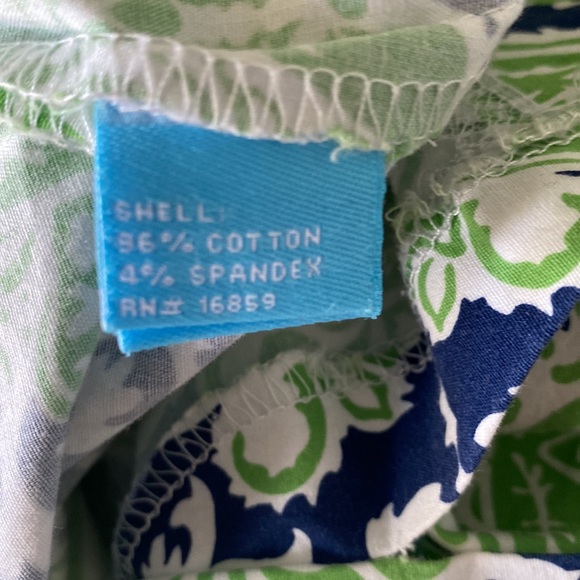 SHELL:
96% COTTON
4% SPANDEX
RN# 16859